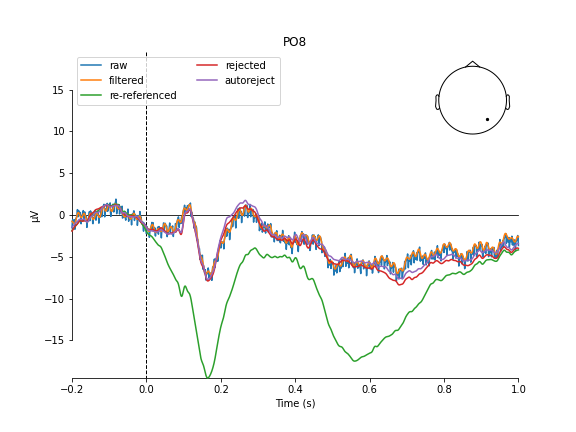 PO8
raw
filtered
re-referenced
rejected
autoreject
15
10
5
0
−5
−10
−15
µV
−0.2 0.0 0.2 0.4 0.6 0.8 1.0
Time (s)